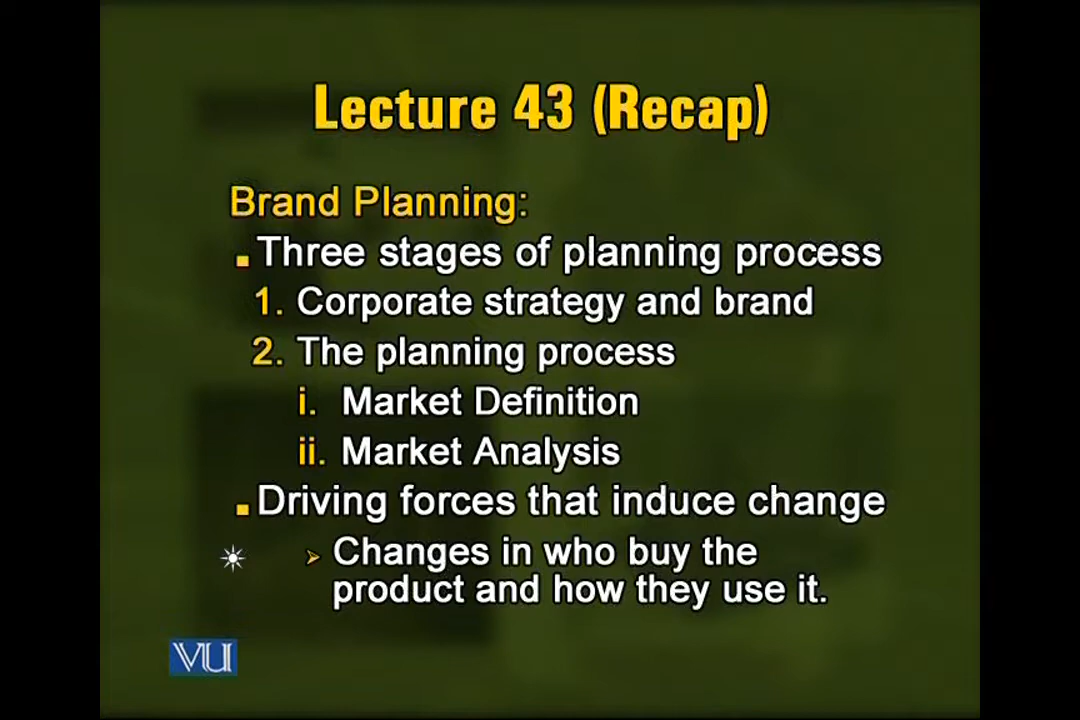 Lecture 43 (Recap)
Brand Planning:
▪ Three stages of planning process
1. Corporate strategy and brand
2. The planning process
i. Market Definition
ii. Market Analysis
▪ Driving forces that induce change
➢ Changes in who buy the
product and how they use it.
VU